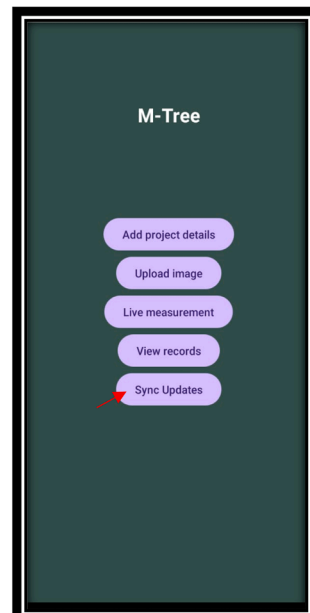 M-Tree
Add project details
Upload image
Live measurement
View records
Sync Updates